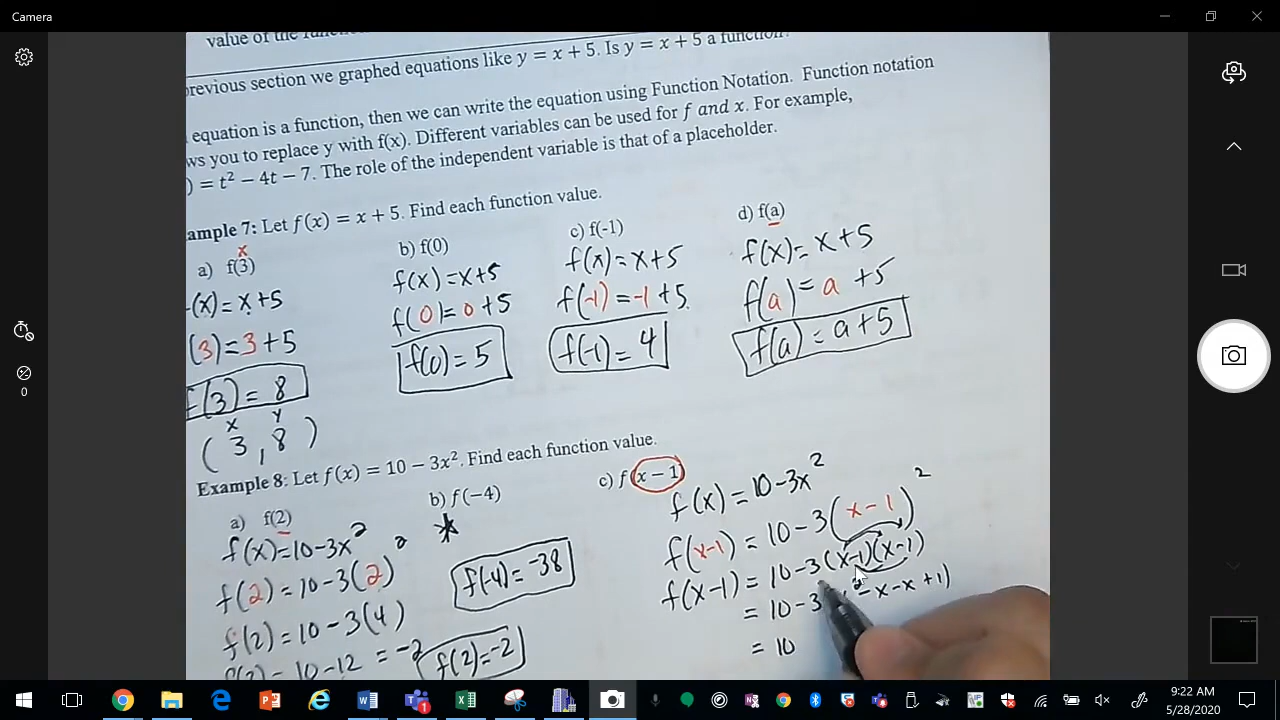 Camera
value of the
previous section we graphed equations like y = x + 5. Is y = x + 5 a function?
equation is a function, then we can write the equation using Function Notation. Function notation
ws you to replace y with f(x). Different variables can be used for f and x. For example,
) = t² − 4t − 7. The role of the independent variable is that of a placeholder.
ample 7: Let f(x) = x + 5. Find each function value.
a) f(3)
x
(x) = x + 5
(3) = 3 + 5
f(3) = 8
x y
(3, 8)
b) f(0)
f(x) = x + 5
f(0) = 0 + 5
f(0) = 5
c) f(-1)
f(x) = x + 5
f(-1) = -1 + 5
f(-1) = 4
d) f(a)
f(x) = x + 5
f(a) = a + 5
f(a) = a + 5
Example 8: Let f(x) = 10 − 3x². Find each function value.
a) f(2)
f(x) = 10 − 3x²
f(2) = 10 − 3(2)²
f(2) = 10 − 3(4)
f(2) = 10 − 12 = −2
f(2) = −2
b) f(−4)
*
f(-4) = -38
c) f(x − 1)
f(x) = 10 − 3x²
f(x-1) = 10 − 3(x − 1)²
f(x-1) = 10 − 3(x-1)(x-1)
= 10 − 3 ² − x − x + 1)
= 10
0
1
9:22 AM
5/28/2020